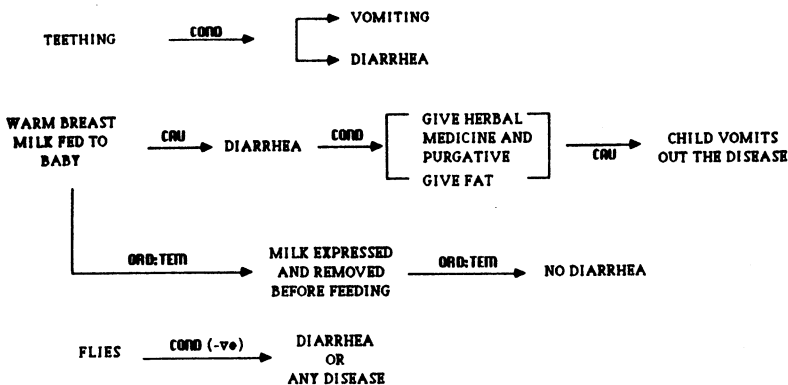 TEETHING
COND
VOMITING
DIARRHEA
WARM BREAST
MILK FED TO
BABY
CAU
DIARRHEA
COND
GIVE HERBAL
MEDICINE AND
PURGATIVE
GIVE FAT
CAU
CHILD VOMITS
OUT THE DISEASE
ORD:TEM
MILK EXPRESSED
AND REMOVED
BEFORE FEEDING
ORD:TEM
NO DIARRHEA
FLIES
COND (-ve)
DIARRHEA
OR
ANY DISEASE